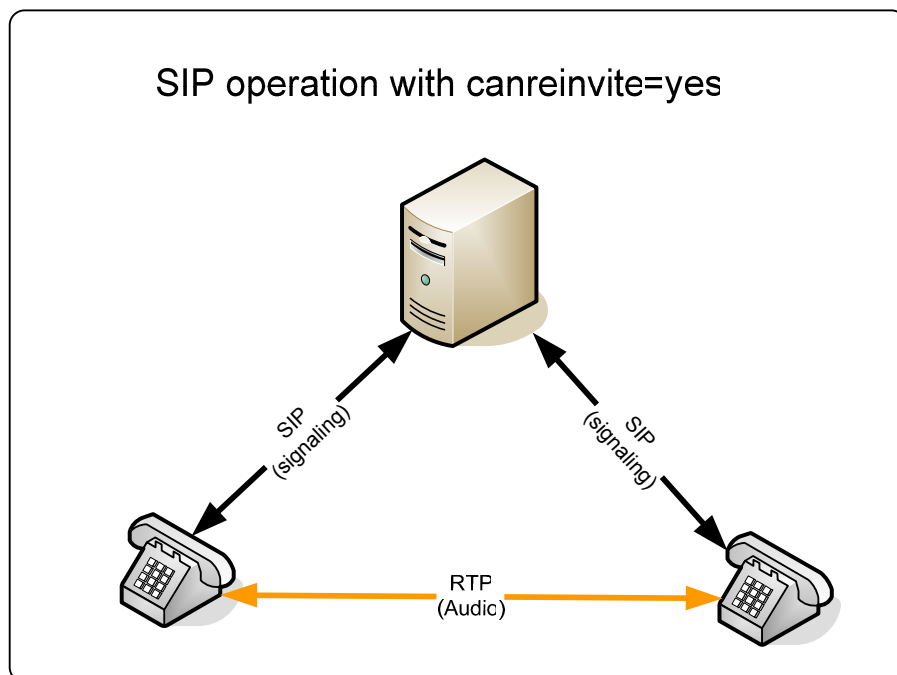 SIP operation with canreinvite=yes
SIP
(signaling)
SIP
(signaling)
RTP
(Audio)